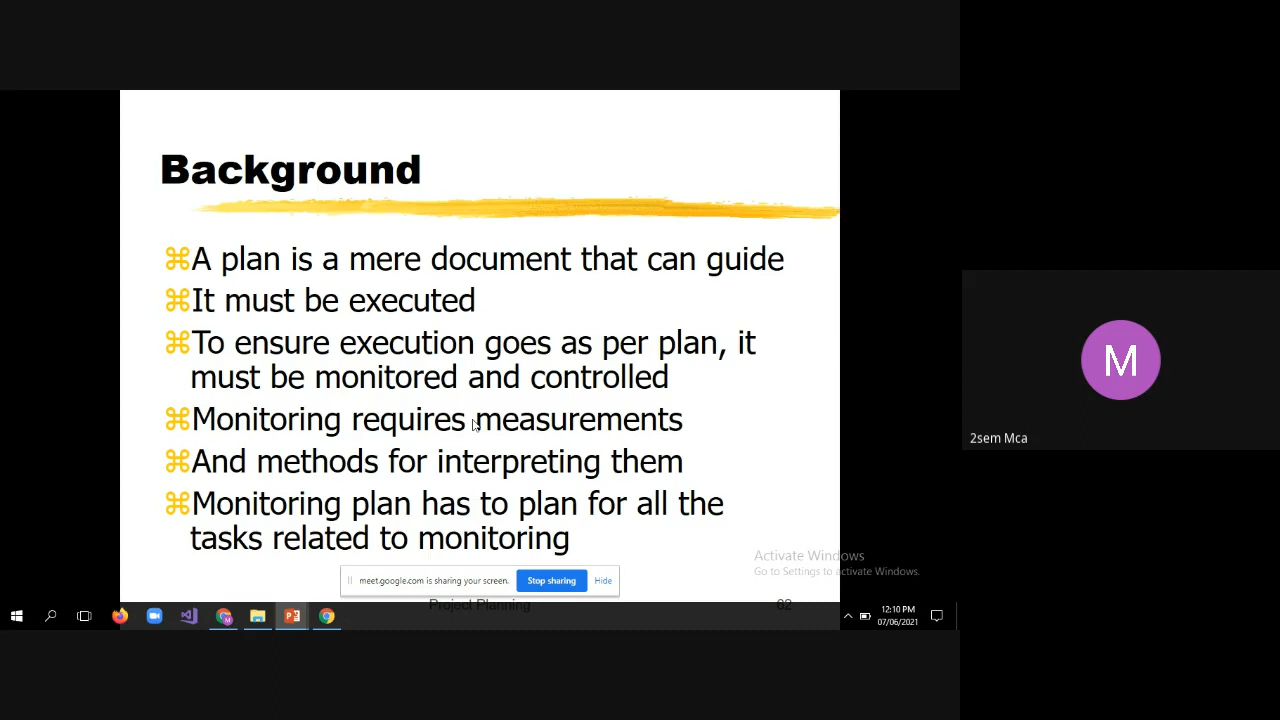 Background
⌘A plan is a mere document that can guide
⌘It must be executed
⌘To ensure execution goes as per plan, it
must be monitored and controlled
⌘Monitoring requires measurements
⌘And methods for interpreting them
⌘Monitoring plan has to plan for all the
tasks related to monitoring
Activate Windows
Go to Settings to activate Windows.
meet.google.com is sharing your screen.
Stop sharing
Hide
Project Planning
62
12:10 PM
07/06/2021
M
2sem Mca